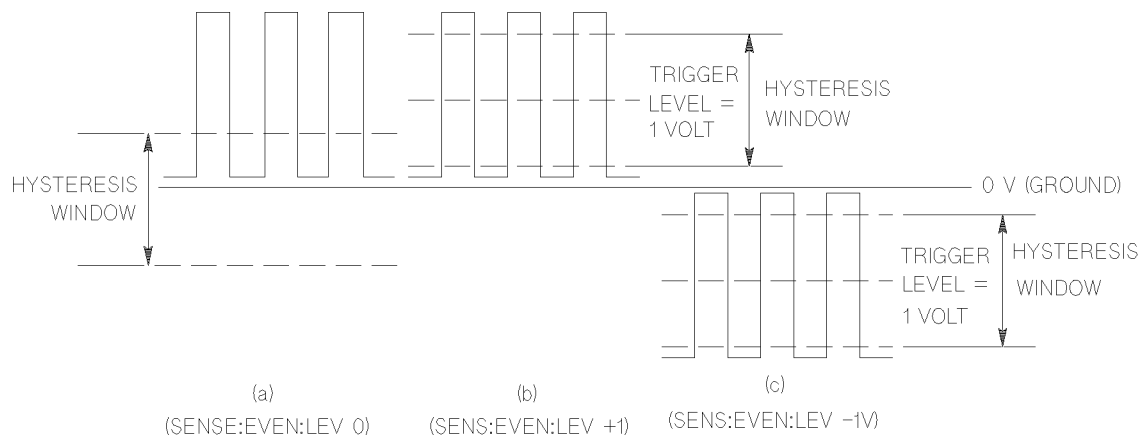 TRIGGER
LEVEL =
1 VOLT
HYSTERESIS
WINDOW
HYSTERESIS
WINDOW
0 V (GROUND)
TRIGGER
LEVEL =
1 VOLT
HYSTERESIS
WINDOW
(a)
(SENSE:EVEN:LEV 0)
(b)
(SENS:EVEN:LEV +1)
(c)
(SENS:EVEN:LEV -1V)